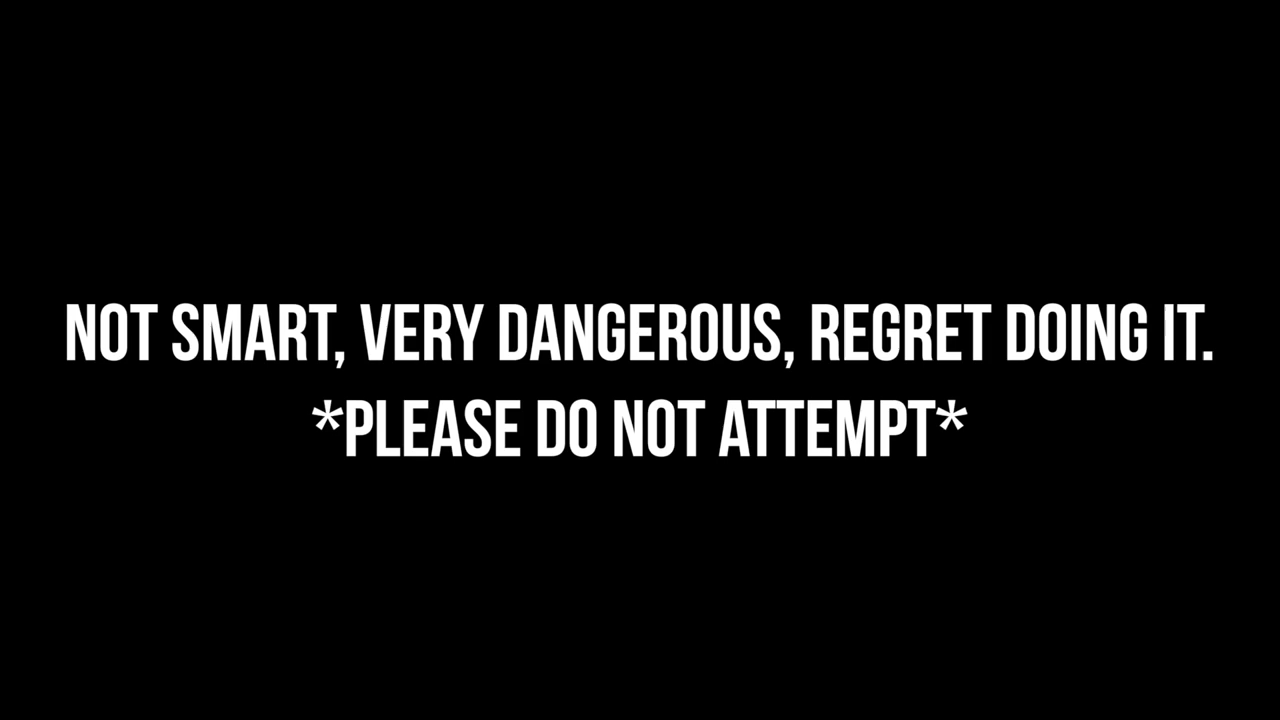 NOT SMART, VERY DANGEROUS, REGRET DOING IT.
*PLEASE DO NOT ATTEMPT*